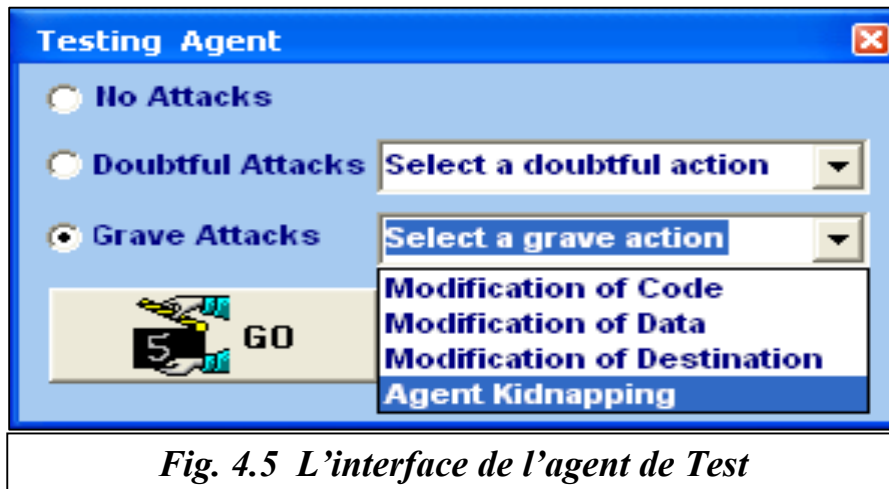 Testing Agent
No Attacks
Doubtful Attacks Select a doubtful action
Grave Attacks Select a grave action
Modification of Code
Modification of Data
Modification of Destination
Agent Kidnapping
5 GO
Fig. 4.5 L’interface de l’agent de Test